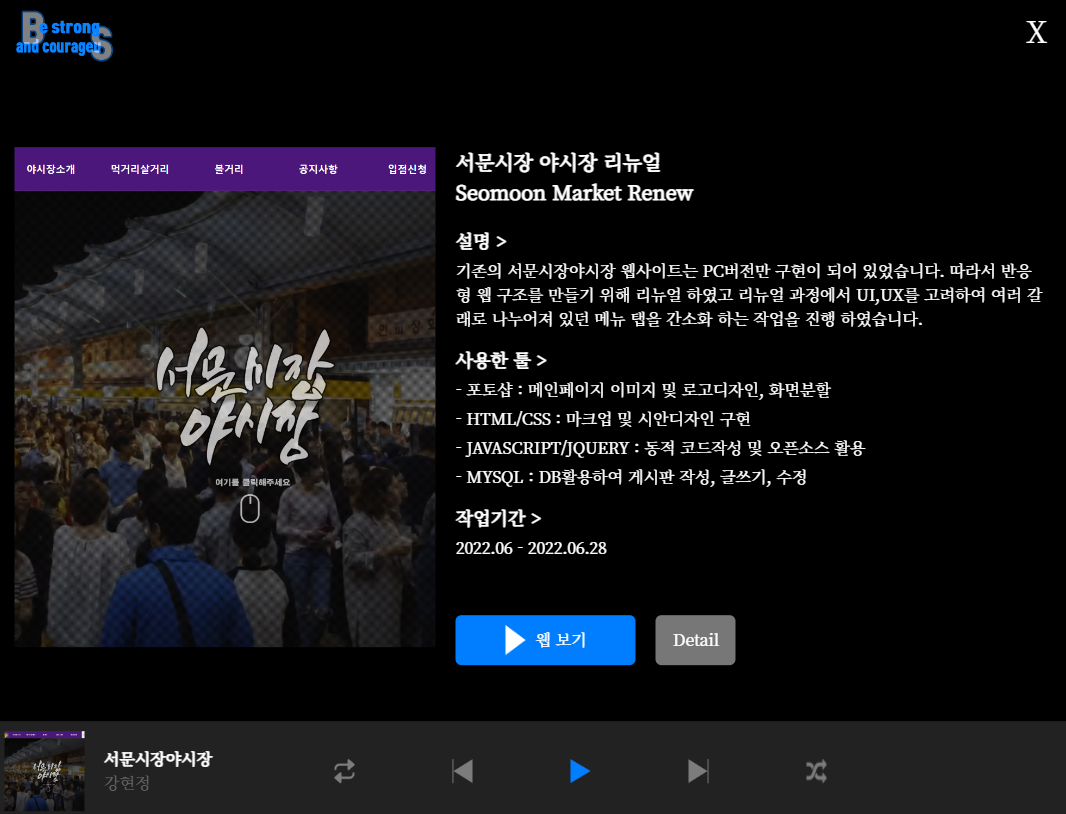 Be strong
and courageu S
X
야시장소개 먹거리살거리 볼거리 공지사항 입점신청
서문시장
야시장
여기를 클릭해주세요
서문시장 야시장 리뉴얼
Seomoon Market Renew
설명 >
기존의 서문시장야시장 웹사이트는 PC버전만 구현이 되어 있었습니다. 따라서 반응
형 웹 구조를 만들기 위해 리뉴얼 하였고 리뉴얼 과정에서 UI,UX를 고려하여 여러 갈
래로 나누어져 있던 메뉴 탭을 간소화 하는 작업을 진행 하였습니다.
사용한 툴 >
- 포토샵 : 메인페이지 이미지 및 로고디자인, 화면분할
- HTML/CSS : 마크업 및 시안디자인 구현
- JAVASCRIPT/JQUERY : 동적 코드작성 및 오픈소스 활용
- MYSQL : DB활용하여 게시판 작성, 글쓰기, 수정
작업기간 >
2022.06 - 2022.06.28
웹 보기 Detail
서문시장
야시장
서문시장야시장
강현정